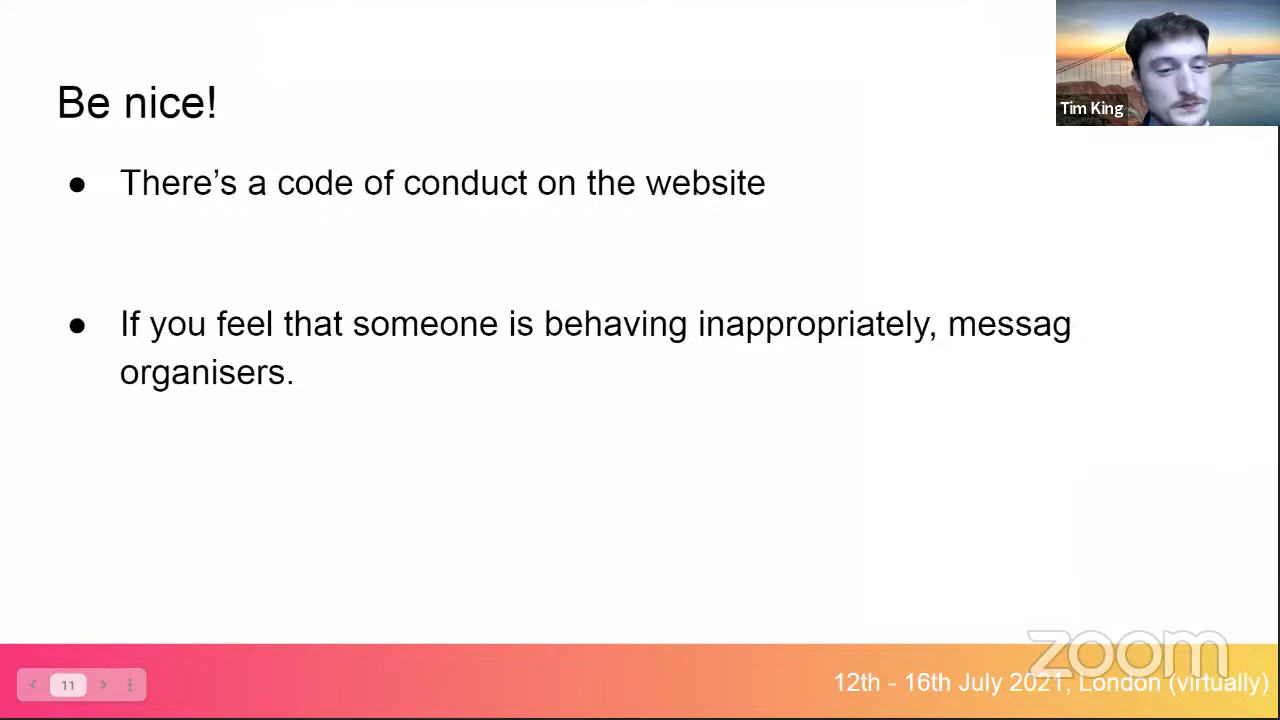 Be nice!
Tim King
● There’s a code of conduct on the website
● If you feel that someone is behaving inappropriately, messag
organisers.
zoom
11
12th - 16th July 2021, London (virtually)